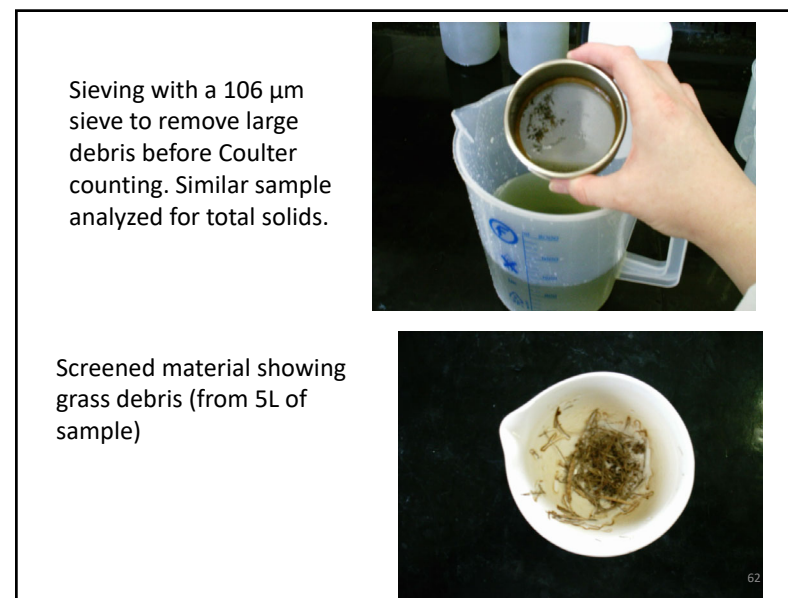 Sieving with a 106 µm
sieve to remove large
debris before Coulter
counting. Similar sample
analyzed for total solids.
Screened material showing
grass debris (from 5L of
sample)
62